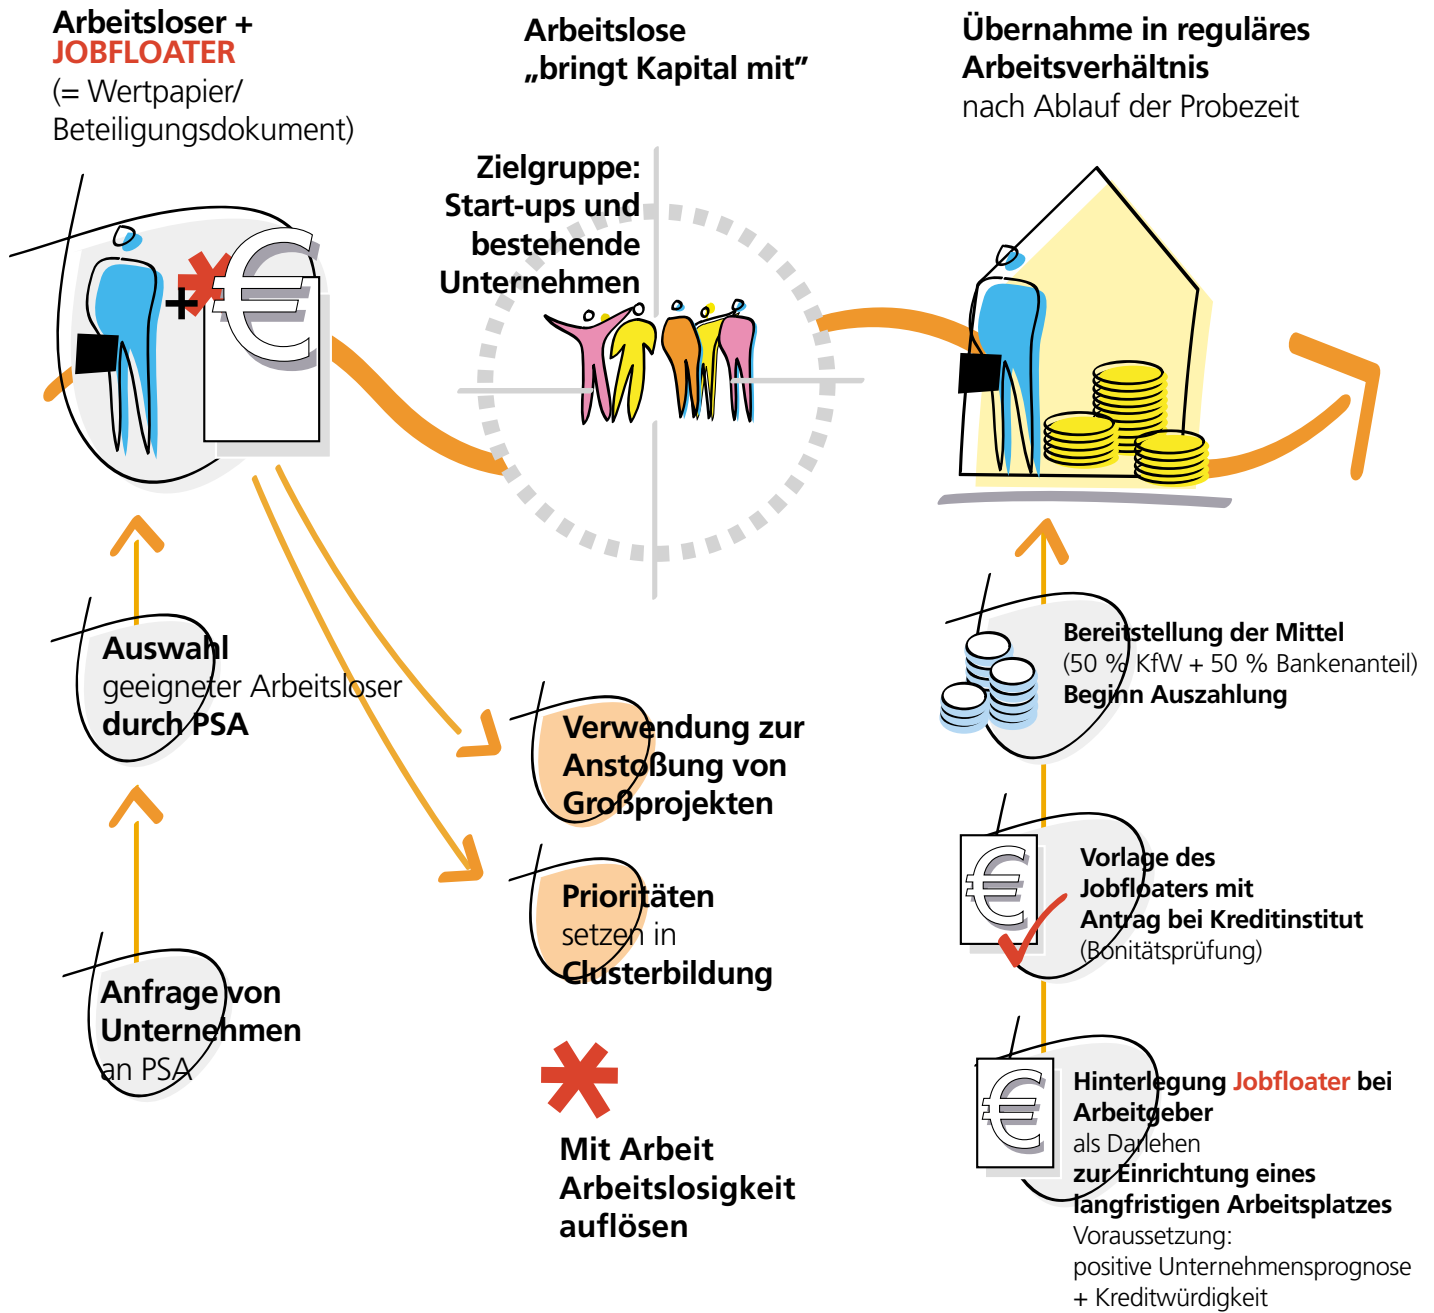 Arbeitsloser +
JOBFLOATER
(= Wertpapier/
Beteiligungsdokument)
Arbeitslose
„bringt Kapital mit”
Übernahme in reguläres
Arbeitsverhältnis
nach Ablauf der Probezeit
Zielgruppe:
Start-ups und
bestehende
Unternehmen
+
€
Auswahl
geeigneter Arbeitsloser
durch PSA
Anfrage von
Unternehmen
an PSA
Verwendung zur
Anstoßung von
Großprojekten
Prioritäten
setzen in
Clusterbildung
Mit Arbeit
Arbeitslosigkeit
auflösen
Bereitstellung der Mittel
(50 % KfW + 50 % Bankenanteil)
Beginn Auszahlung
€
Vorlage des
Jobfloaters mit
Antrag bei Kreditinstitut
(Bonitätsprüfung)
€
Hinterlegung Jobfloater bei
Arbeitgeber
als Darlehen
zur Einrichtung eines
langfristigen Arbeitsplatzes
Voraussetzung:
positive Unternehmensprognose
+ Kreditwürdigkeit